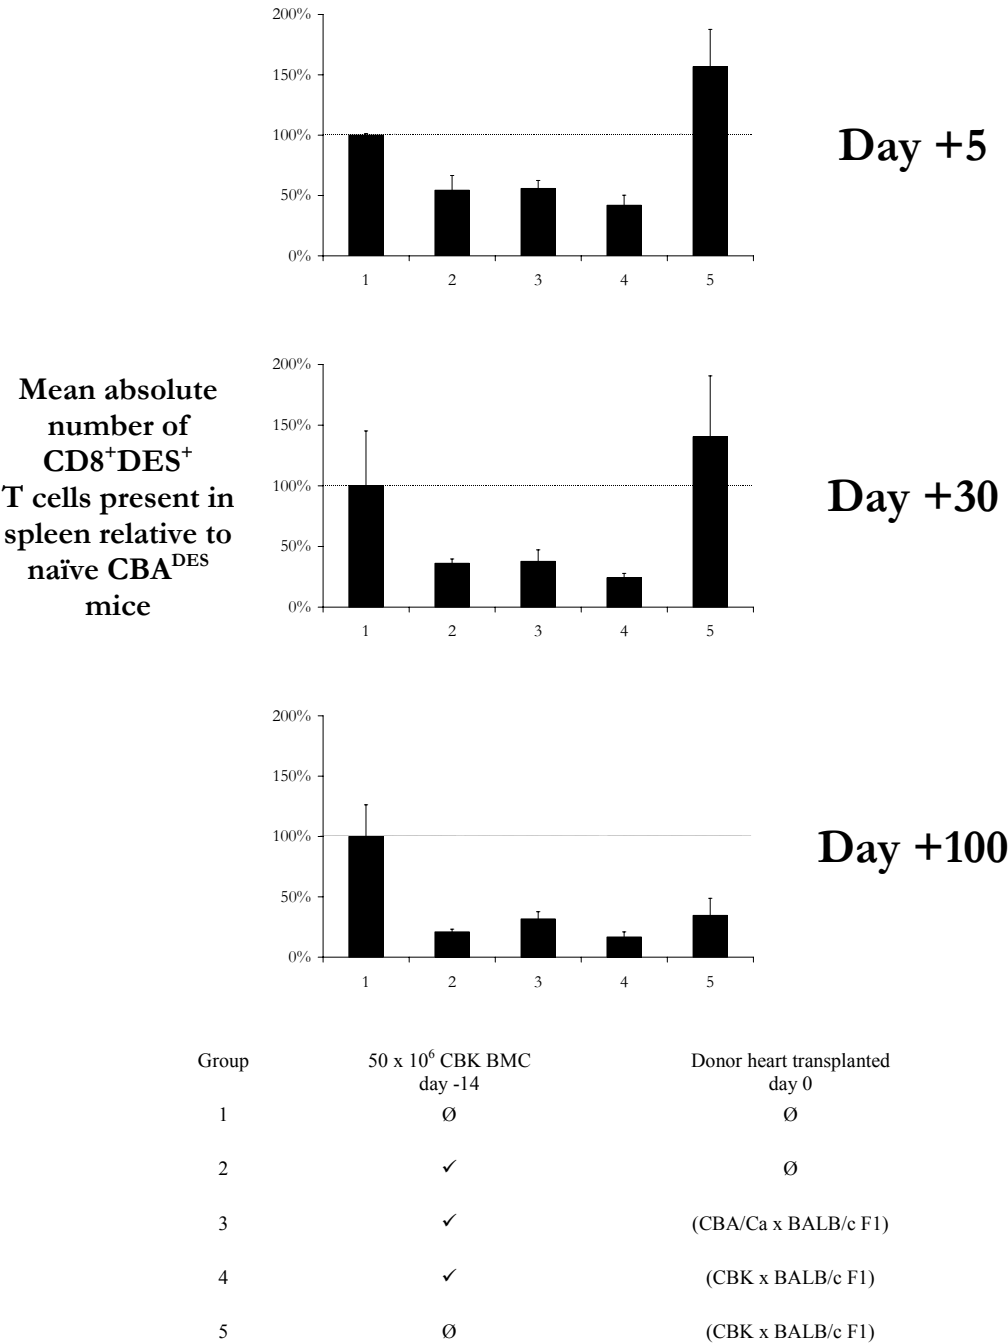 200%
150%
100%
50%
0%
1 2 3 4 5
Day +5
Mean absolute
number of
CD8⁺DES⁺
T cells present in
spleen relative to
naïve CBA^DES
mice
200%
150%
100%
50%
0%
1 2 3 4 5
Day +30
200%
150%
100%
50%
0%
1 2 3 4 5
Day +100
Group 50 x 10⁶ CBK BMC Donor heart transplanted
day -14 day 0
1 Ø Ø
2 ✓ Ø
3 ✓ (CBA/Ca x BALB/c F1)
4 ✓ (CBK x BALB/c F1)
5 Ø (CBK x BALB/c F1)